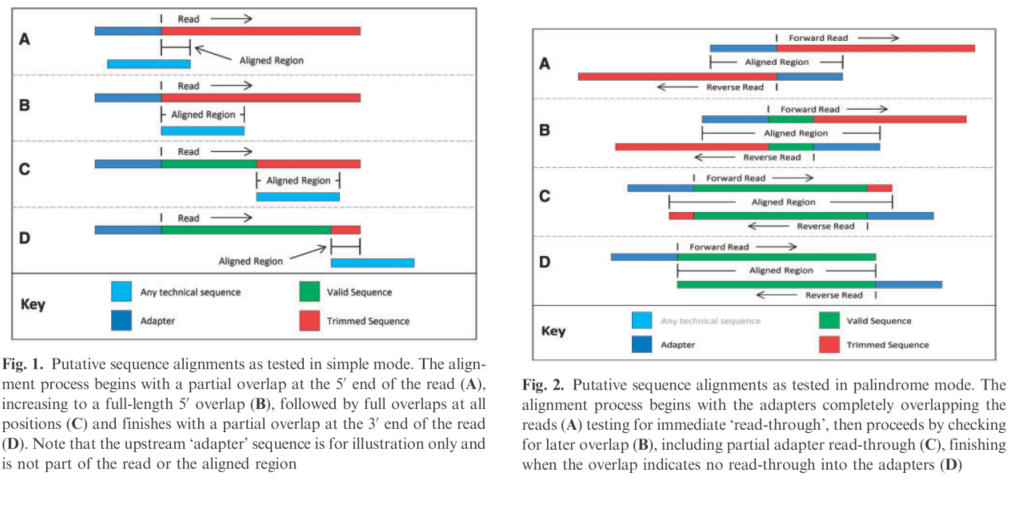 Read
A
Aligned Region
Read
B
Aligned Region
Read
C
Aligned Region
Read
D
Aligned Region
Key
Any technical sequence
Valid Sequence
Adapter
Trimmed Sequence
Fig. 1. Putative sequence alignments as tested in simple mode. The align-
ment process begins with a partial overlap at the 5′ end of the read (A),
increasing to a full-length 5′ overlap (B), followed by full overlaps at all
positions (C) and finishes with a partial overlap at the 3′ end of the read
(D). Note that the upstream ‘adapter’ sequence is for illustration only and
is not part of the read or the aligned region
Forward Read
A
Aligned Region
Reverse Read
Forward Read
B
Aligned Region
Reverse Read
Forward Read
C
Aligned Region
Reverse Read
D
Forward Read
Aligned Region
Reverse Read
Key
Any technical sequence
Valid Sequence
Adapter
Trimmed Sequence
Fig. 2. Putative sequence alignments as tested in palindrome mode. The
alignment process begins with the adapters completely overlapping the
reads (A) testing for immediate ‘read-through’, then proceeds by checking
for later overlap (B), including partial adapter read-through (C), finishing
when the overlap indicates no read-through into the adapters (D)